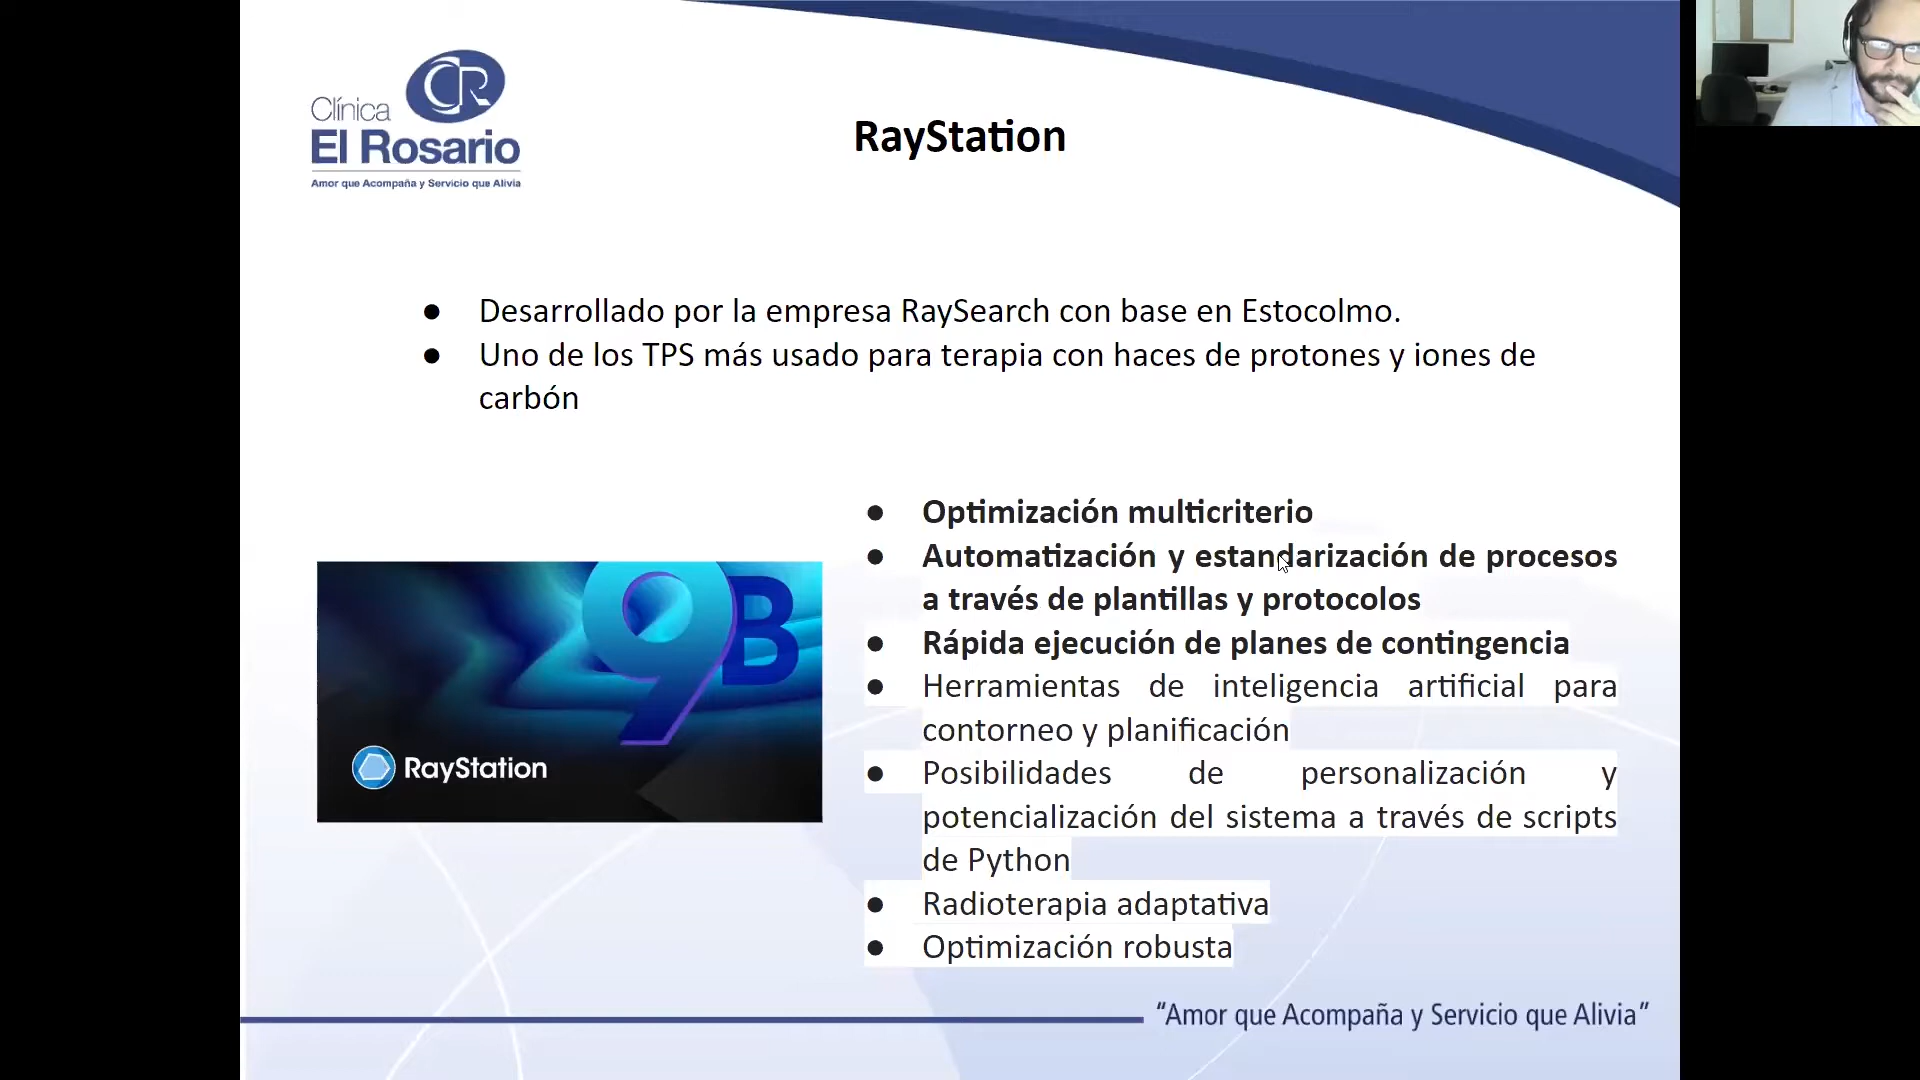 Clínica
El Rosario
Amor que Acompaña y Servicio que Alivia
RayStation
● Desarrollado por la empresa RaySearch con base en Estocolmo.
● Uno de los TPS más usado para terapia con haces de protones y iones de
carbón
● Optimización multicriterio
● Automatización y estandarización de procesos
a través de plantillas y protocolos
● Rápida ejecución de planes de contingencia
● Herramientas de inteligencia artificial para
contorneo y planificación
● Posibilidades de personalización y
potencialización del sistema a través de scripts
de Python
● Radioterapia adaptativa
● Optimización robusta
9B
RayStation
“Amor que Acompaña y Servicio que Alivia”